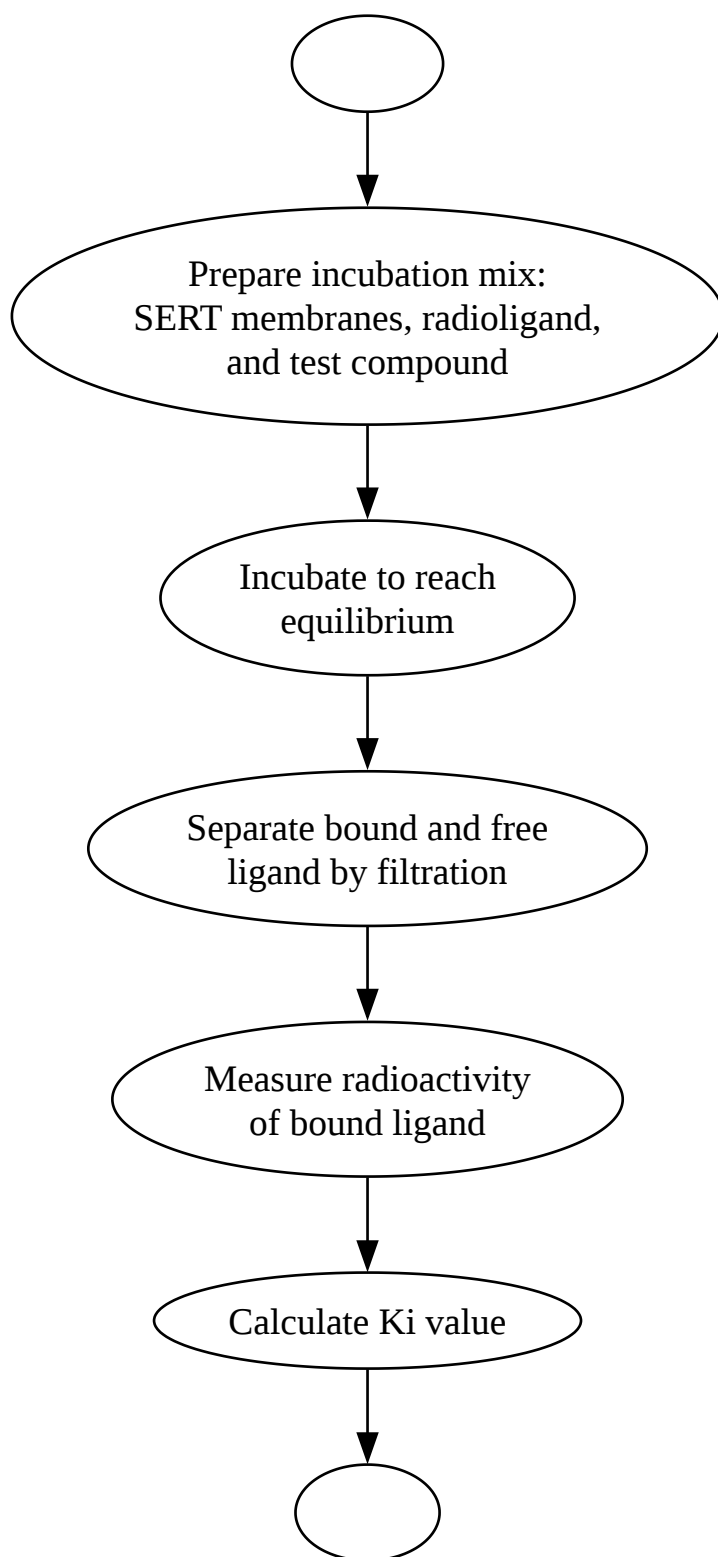 Prepare incubation mix:
SERT membranes, radioligand,
and test compound
Incubate to reach
equilibrium
Separate bound and free
ligand by filtration
Measure radioactivity
of bound ligand
Calculate Ki value